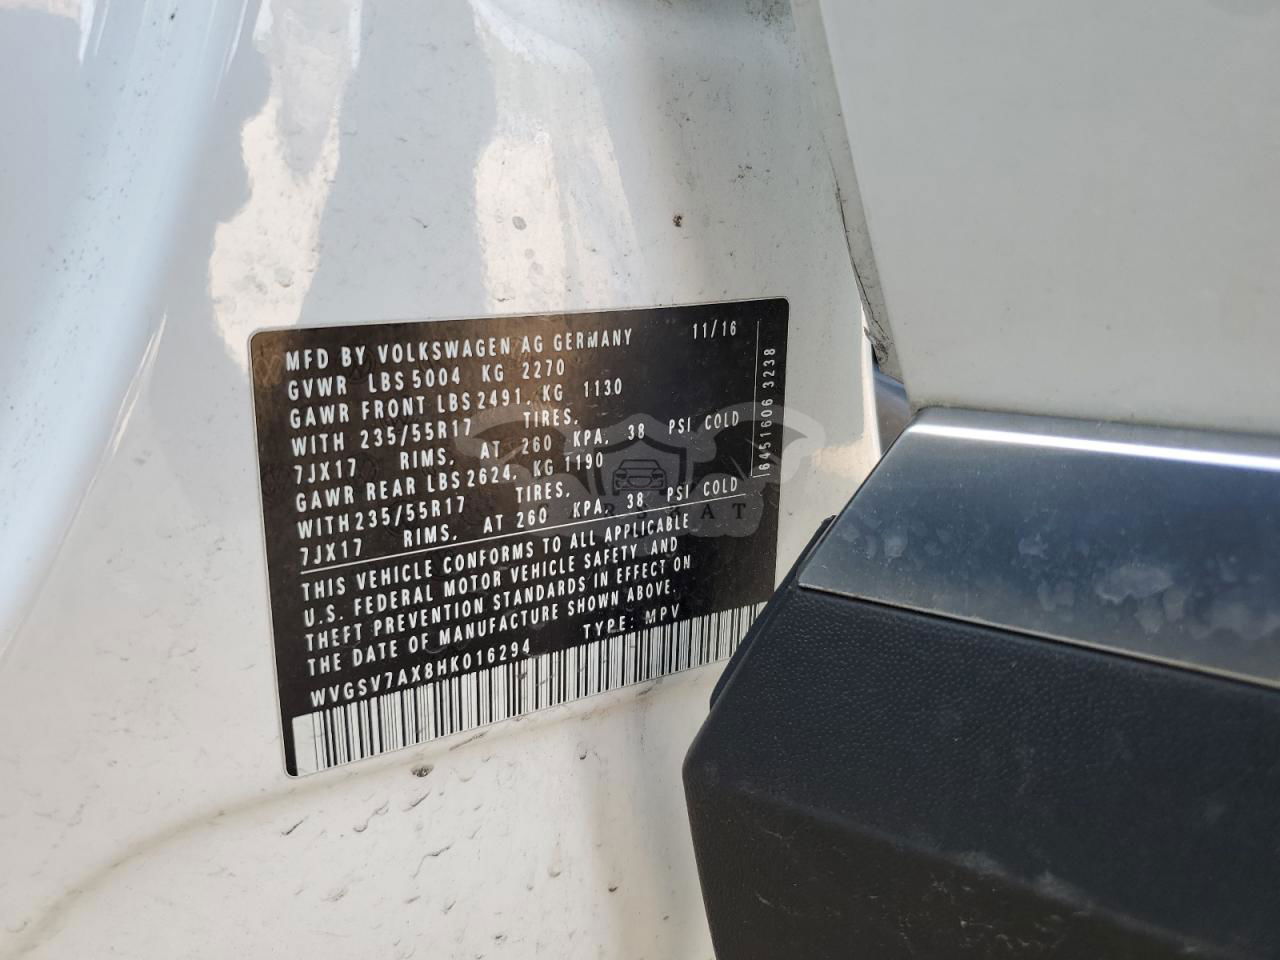 MFD BY VOLKSWAGEN AG GERMANY 11/16
GVWR LBS 5004 KG 2270
GAWR FRONT LBS 2491, KG 1130
WITH 235/55R17 TIRES,
7JX17 RIMS, AT 260 KPA, 38 PSI COLD
GAWR REAR LBS 2624, KG 1190
WITH 235/55R17 TIRES,
7JX17 RIMS, AT 260 KPA, 38 PSI COLD
THIS VEHICLE CONFORMS TO ALL APPLICABLE
U.S. FEDERAL MOTOR VEHICLE SAFETY AND
THEFT PREVENTION STANDARDS IN EFFECT ON
THE DATE OF MANUFACTURE SHOWN ABOVE.
WVGSV7AX8HK016294 TYPE: MPV
6451606 3238